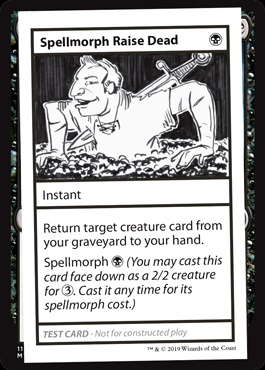 Spellmorph Raise Dead
Instant
Return target creature card from
your graveyard to your hand.
Spellmorph (You may cast this
card face down as a 2/2 creature
for 3. Cast it any time for its
spellmorph cost.)
TEST CARD - Not for constructed play
11
M
™ & © 2019 Wizards of the Coast